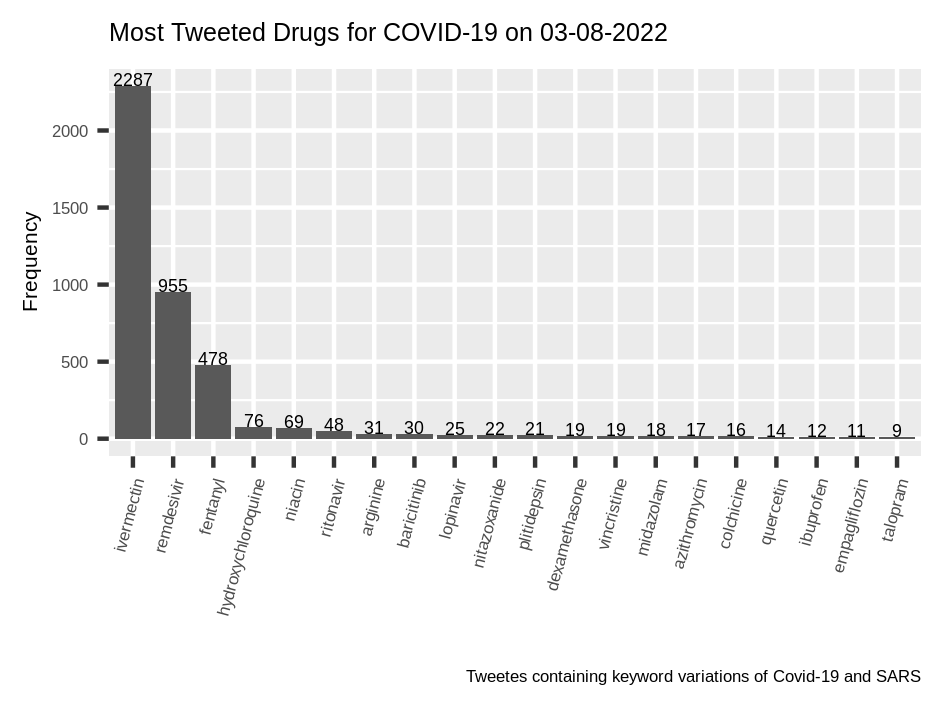 Most Tweeted Drugs for COVID-19 on 03-08-2022
2287
955
478
76
69
48
31
30
25
22
21
19
19
18
17
16
14
12
11
9
2000
1500
1000
500
0
Frequency
ivermectin
remdesivir
fentanyl
hydroxychloroquine
niacin
ritonavir
arginine
baricitinib
lopinavir
nitazoxanide
plitidepsin
dexamethasone
vincristine
midazolam
azithromycin
colchicine
quercetin
ibuprofen
empagliflozin
talopram
Tweetes containing keyword variations of Covid-19 and SARS